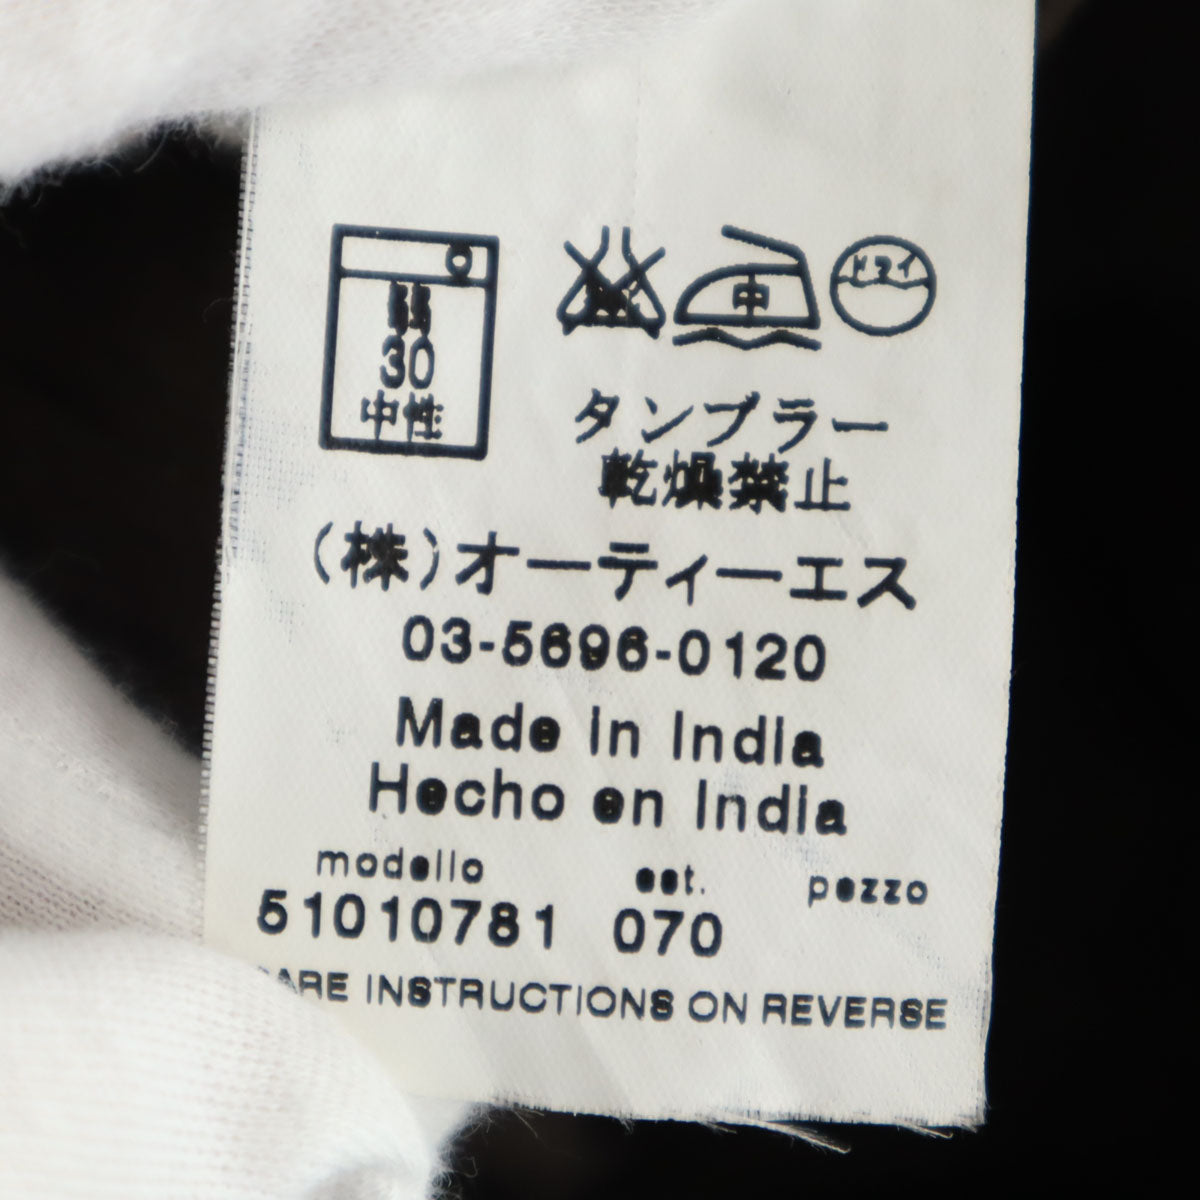 弱
30
中性
中
ドライ
タンブラー
乾燥禁止
(株)オーティーエス
03-5696-0120
Made in India
Hecho en India
modello est. pezzo
51010781 070
CARE INSTRUCTIONS ON REVERSE